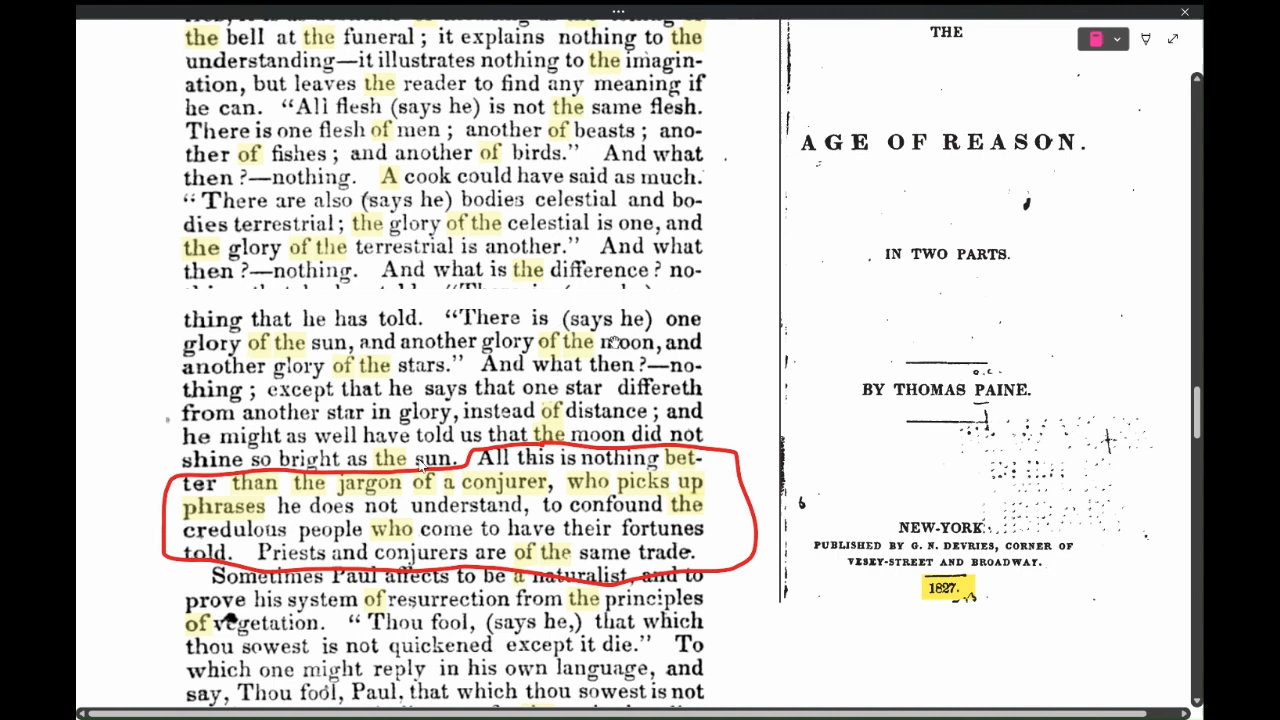 the bell at the funeral; it explains nothing to the
understanding—it illustrates nothing to the imagin-
ation, but leaves the reader to find any meaning if
he can. "All flesh (says he) is not the same flesh.
There is one flesh of men; another of beasts; ano-
ther of fishes; and another of birds." And what
then?—nothing. A cook could have said as much.
"There are also (says he) bodies celestial and bo-
dies terrestrial; the glory of the celestial is one, and
the glory of the terrestrial is another." And what
then?—nothing. And what is the difference? no-
thing that he has told. "There is (says he) one
glory of the sun, and another glory of the moon, and
another glory of the stars." And what then?—no-
thing; except that he says that one star differeth
from another star in glory, instead of distance; and
he might as well have told us that the moon did not
shine so bright as the sun. All this is nothing bet-
ter than the jargon of a conjurer, who picks up
phrases he does not understand, to confound the
credulous people who come to have their fortunes
told. Priests and conjurers are of the same trade.
Sometimes Paul affects to be a naturalist, and to
prove his system of resurrection from the principles
of vegetation. "Thou fool, (says he,) that which
thou sowest is not quickened except it die." To
which one might reply in his own language, and
say, Thou fool, Paul, that which thou sowest is not
THE
AGE OF REASON.
IN TWO PARTS.
BY THOMAS PAINE.
NEW-YORK:
PUBLISHED BY G. N. DEVRIES, CORNER OF
VESEY-STREET AND BROADWAY.
1827.